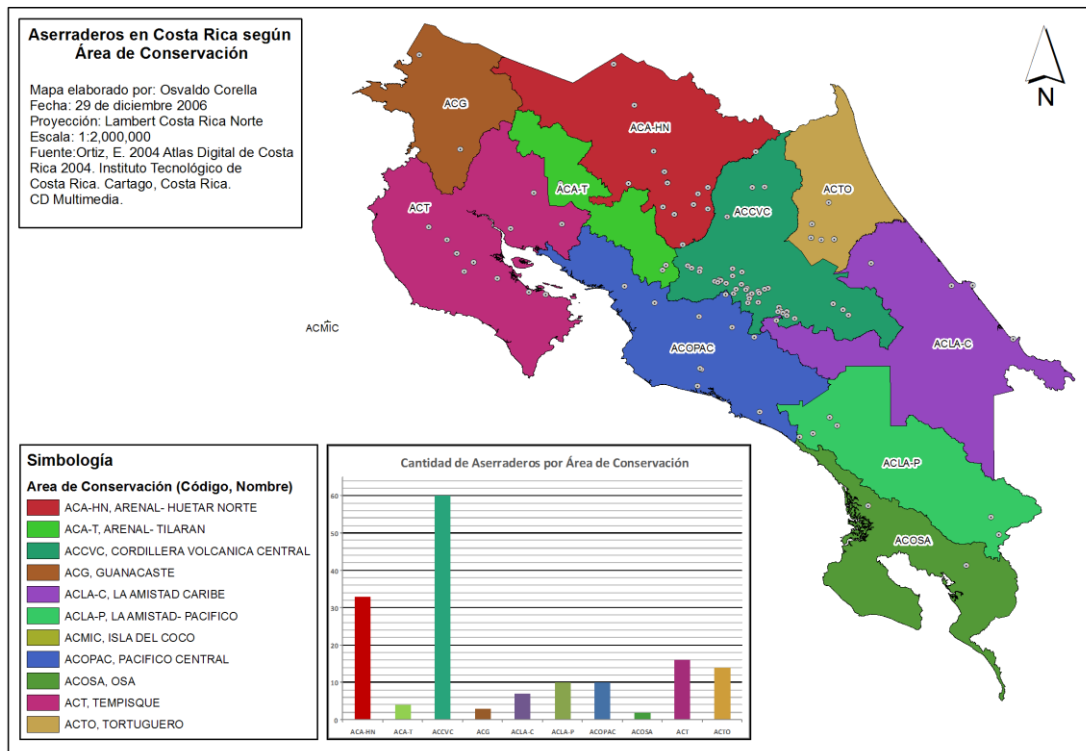 Aserraderos en Costa Rica según
Área de Conservación
Mapa elaborado por: Osvaldo Corella
Fecha: 29 de diciembre 2006
Proyección: Lambert Costa Rica Norte
Escala: 1:2,000,000
Fuente:Ortiz, E. 2004 Atlas Digital de Costa
Rica 2004. Instituto Tecnológico de
Costa Rica. Cartago, Costa Rica.
CD Multimedia.
N
ACG
ACA-HN
ACA-T
ACT
ACCVC
ACTO
ACMIC
ACOPAC
ACLA-C
ACLA-P
ACOSA
Simbología
Area de Conservación (Código, Nombre)
ACA-HN, ARENAL- HUETAR NORTE
ACA-T, ARENAL- TILARAN
ACCVC, CORDILLERA VOLCANICA CENTRAL
ACG, GUANACASTE
ACLA-C, LA AMISTAD CARIBE
ACLA-P, LA AMISTAD- PACIFICO
ACMIC, ISLA DEL COCO
ACOPAC, PACIFICO CENTRAL
ACOSA, OSA
ACT, TEMPISQUE
ACTO, TORTUGUERO
Cantidad de Aserraderos por Área de Conservación
60
50
40
30
20
10
0
ACA-HN ACA-T ACCVC ACG ACLA-C ACLA-P ACOPAC ACOSA ACT ACTO